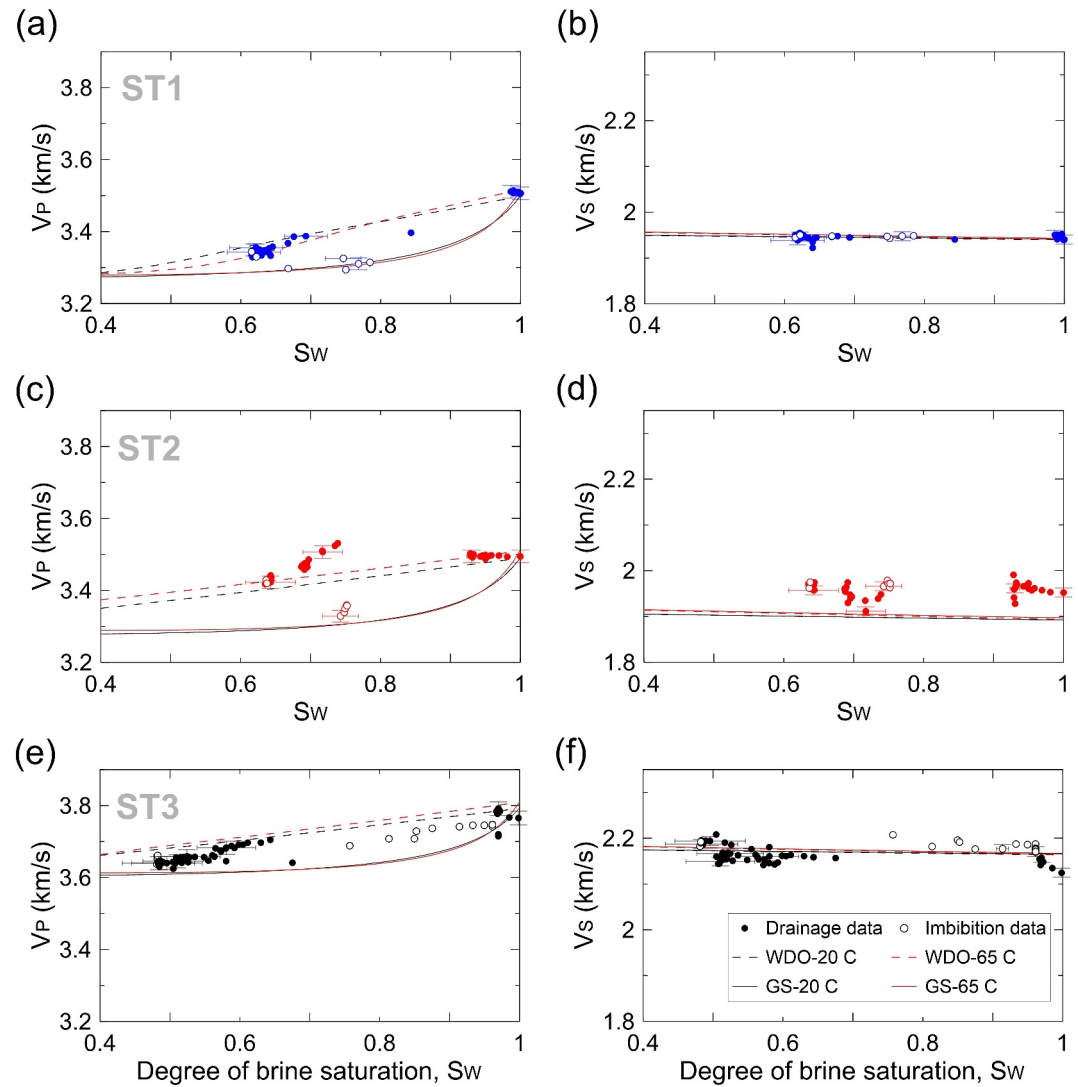 (a)
ST1
VP (km/s)
3.8
3.6
3.4
3.2
0.4
0.6
0.8
1
SW
(b)
VS (km/s)
2.2
2
1.8
0.4
0.6
0.8
1
SW
(c)
ST2
VP (km/s)
3.8
3.6
3.4
3.2
0.4
0.6
0.8
1
SW
(d)
VS (km/s)
2.2
2
1.8
0.4
0.6
0.8
1
SW
(e)
ST3
VP (km/s)
3.8
3.6
3.4
3.2
0.4
0.6
0.8
1
Degree of brine saturation, SW
(f)
VS (km/s)
2.2
2
1.8
0.4
0.6
0.8
1
Degree of brine saturation, SW
Drainage data
Imbibition data
WDO-20 C
WDO-65 C
GS-20 C
GS-65 C